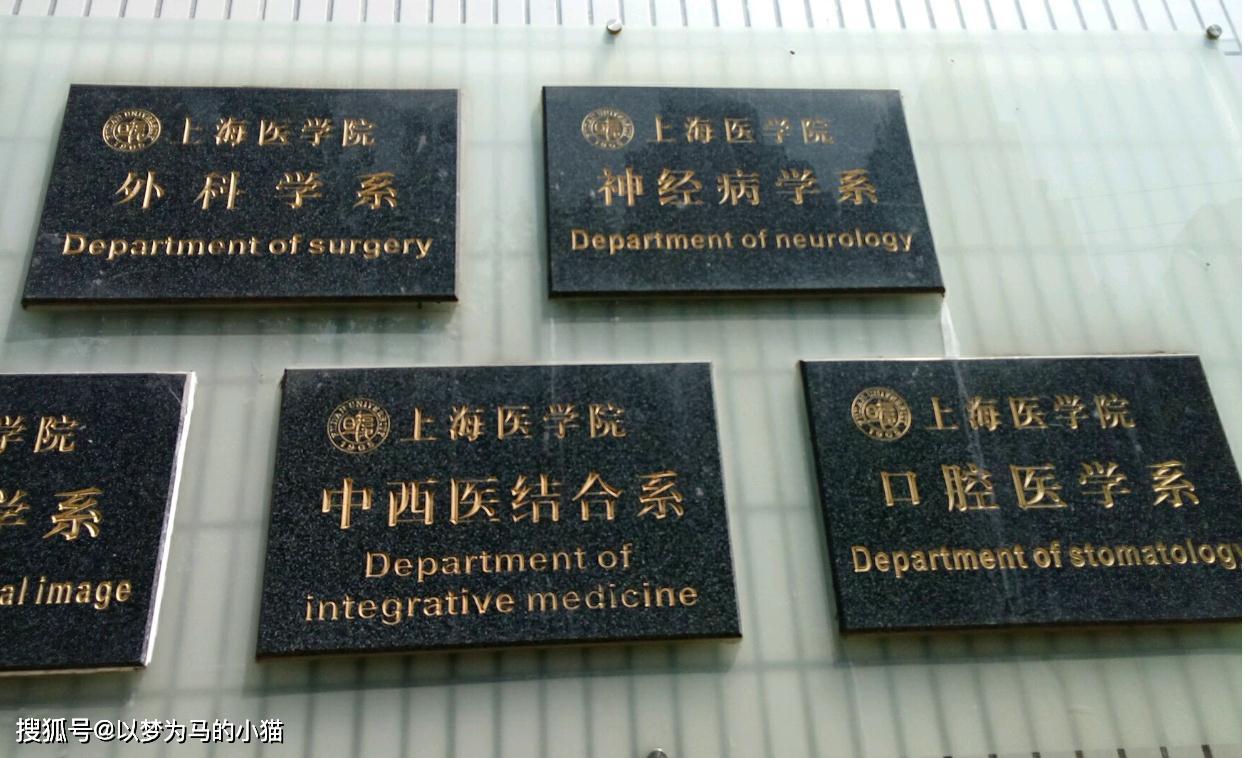 上海医学院
外科学系
Department of surgery
上海医学院
神经病学系
Department of neurology
学院
学系
al image
上海医学院
中西医结合系
Department of
integrative medicine
上海医学院
口腔医学系
Department of stomatology
搜狐号@以梦为马的小猫